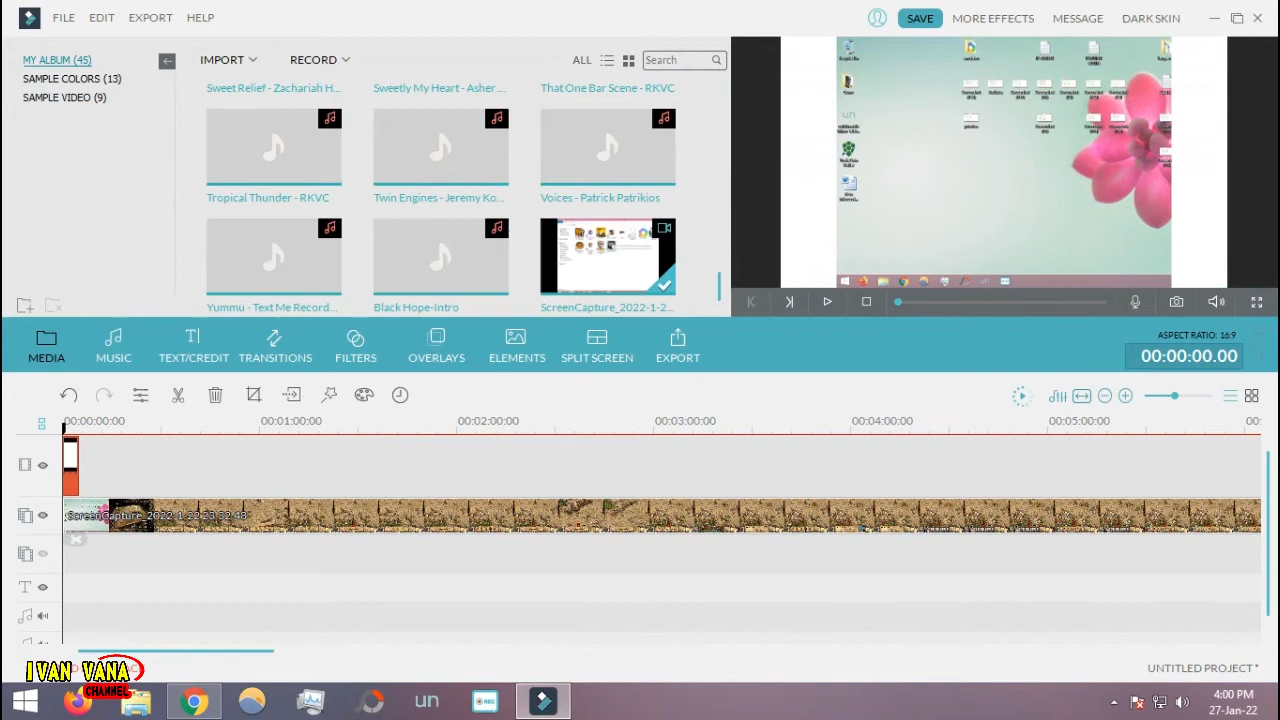 FILE EDIT EXPORT HELP
SAVE MORE EFFECTS MESSAGE DARK SKIN
MY ALBUM (45)
SAMPLE COLORS (13)
SAMPLE VIDEO (9)
IMPORT RECORD ALL Search
Sweet Relief - Zachariah H... Sweetly My Heart - Asher ... That One Bar Scene - RKVC
Tropical Thunder - RKVC Twin Engines - Jeremy Ko... Voices - Patrick Patrikios
Yummu - Text Me Record... Black Hope-Intro ScreenCapture_2022-1-2...
MEDIA MUSIC TEXT/CREDIT TRANSITIONS FILTERS OVERLAYS ELEMENTS SPLIT SCREEN EXPORT
ASPECT RATIO: 16:9
00:00:00.00
00:00:00:00 00:01:00:00 00:02:00:00 00:03:00:00 00:04:00:00 00:05:00:00 00:
ScreenCapture_2022-1-22 23:32:48
T
IVAN VANA
CHANNEL
UNTITLED PROJECT *
un
REC
4:00 PM
27-Jan-22